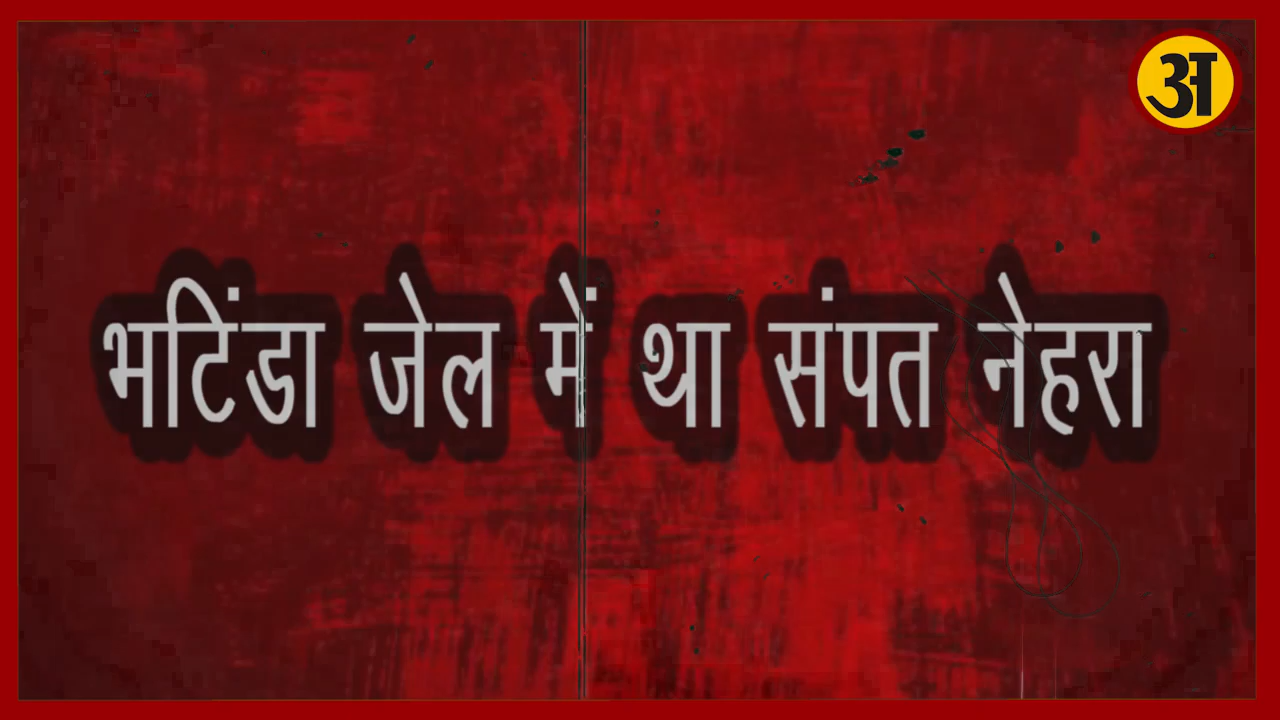 अ
भटिंडा जेल में था संपत नेहरा